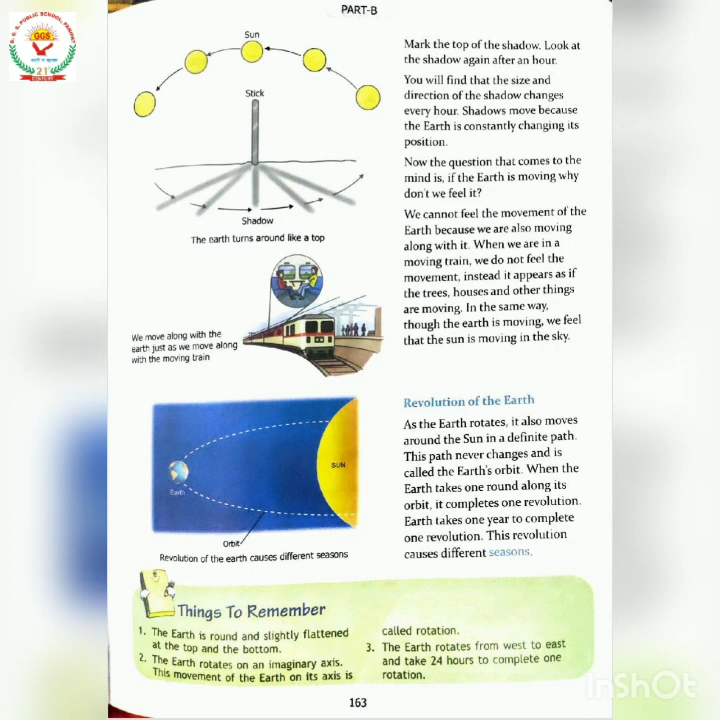 G. G. S. PUBLIC SCHOOL, PANIPAT
GGS
21st
CENTURY
PART-B
Sun
Stick
Shadow
The earth turns around like a top
Mark the top of the shadow. Look at
the shadow again after an hour.
You will find that the size and
direction of the shadow changes
every hour. Shadows move because
the Earth is constantly changing its
position.
Now the question that comes to the
mind is, if the Earth is moving why
don't we feel it?
We cannot feel the movement of the
Earth because we are also moving
along with it. When we are in a
moving train, we do not feel the
movement, instead it appears as if
the trees, houses and other things
are moving. In the same way,
though the earth is moving, we feel
that the sun is moving in the sky.
We move along with the
earth just as we move along
with the moving train
SUN
Earth
Orbit
Revolution of the earth causes different seasons
Revolution of the Earth
As the Earth rotates, it also moves
around the Sun in a definite path.
This path never changes and is
called the Earth's orbit. When the
Earth takes one round along its
orbit, it completes one revolution.
Earth takes one year to complete
one revolution. This revolution
causes different seasons.
Things To Remember
1. The Earth is round and slightly flattened
at the top and the bottom.
2. The Earth rotates on an imaginary axis.
This movement of the Earth on its axis is
called rotation.
3. The Earth rotates from west to east
and take 24 hours to complete one
rotation.
163
InShOt